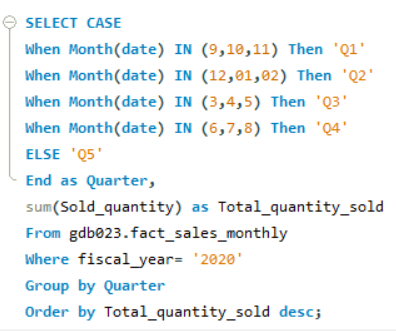 SELECT CASE
When Month(date) IN (9,10,11) Then 'Q1'
When Month(date) IN (12,01,02) Then 'Q2'
When Month(date) IN (3,4,5) Then 'Q3'
When Month(date) IN (6,7,8) Then 'Q4'
ELSE 'Q5'
End as Quarter,
sum(Sold_quantity) as Total_quantity_sold
From gdb023.fact_sales_monthly
Where fiscal_year= '2020'
Group by Quarter
Order by Total_quantity_sold desc;